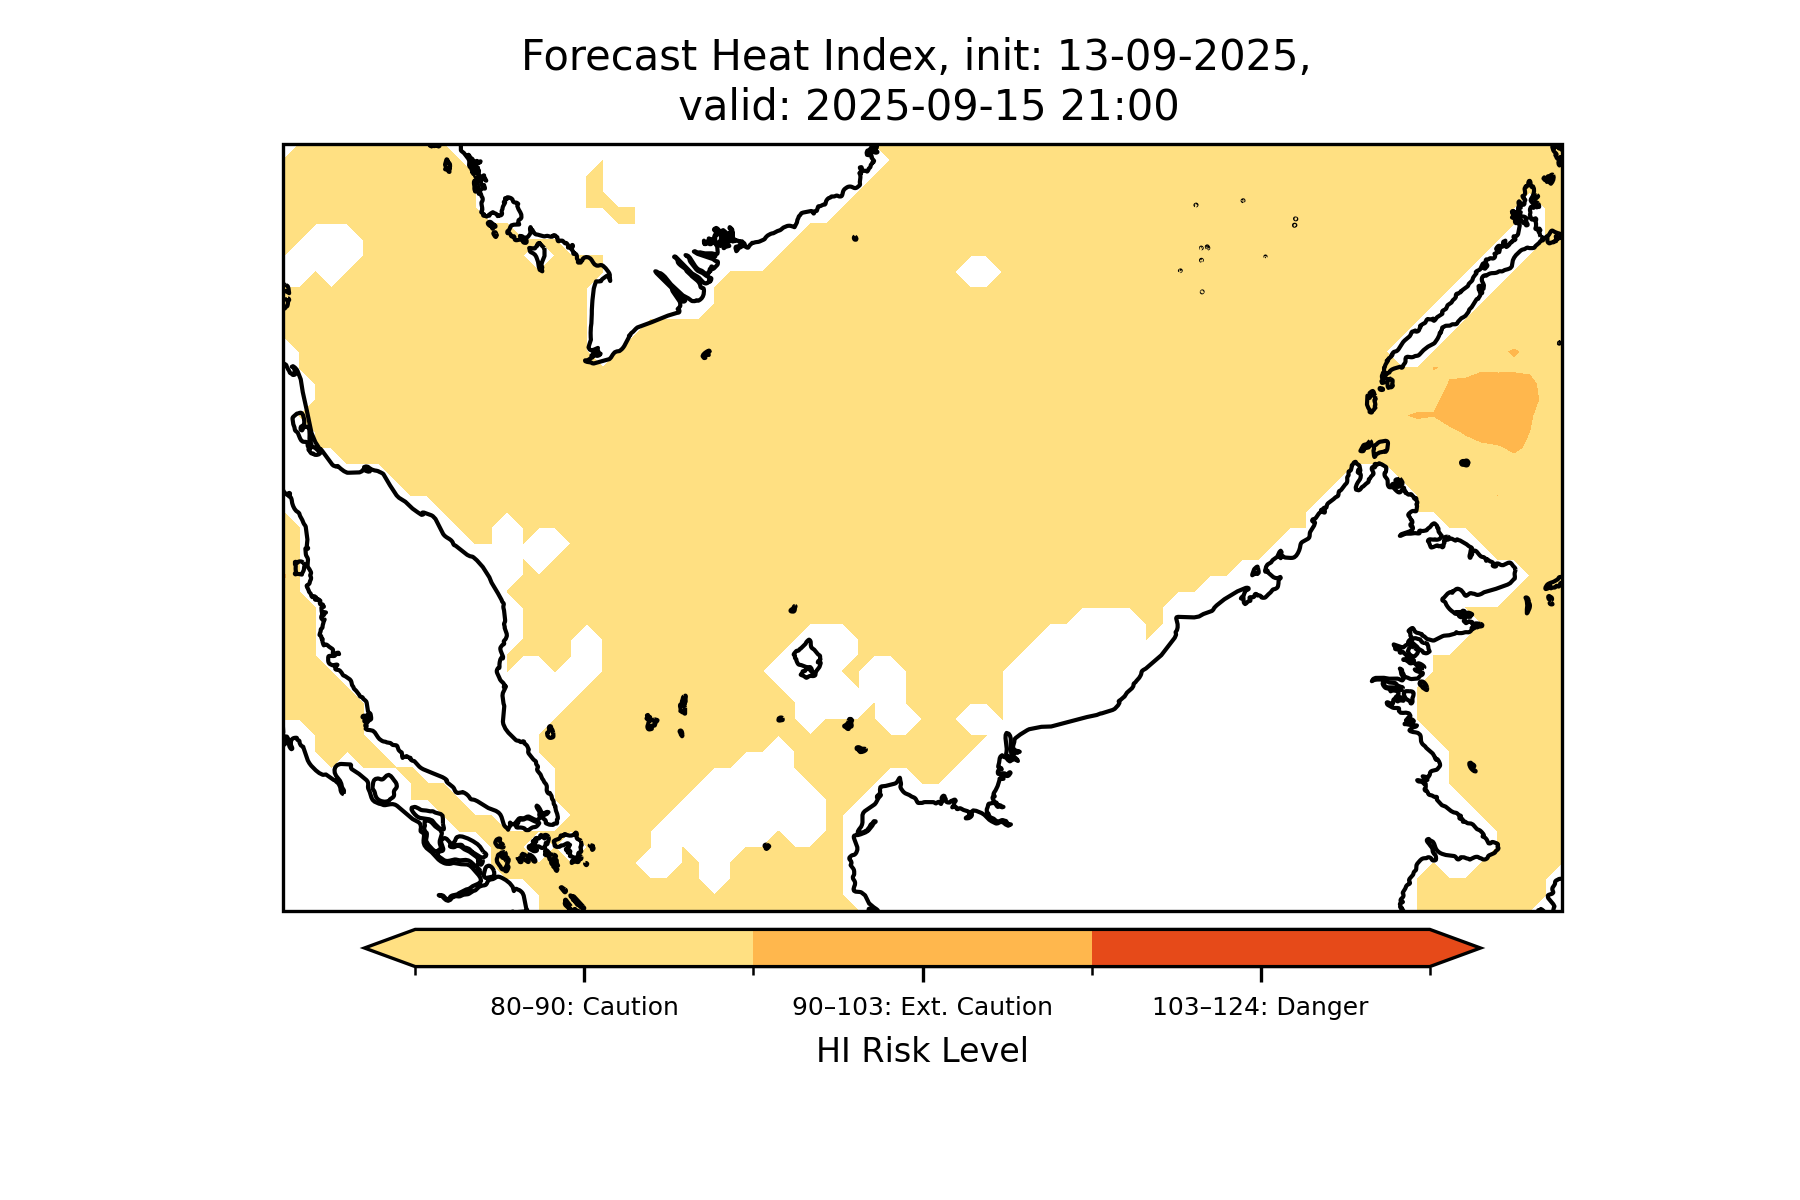 Forecast Heat Index, init: 13-09-2025,
valid: 2025-09-15 21:00
80–90: Caution
90–103: Ext. Caution
103–124: Danger
HI Risk Level